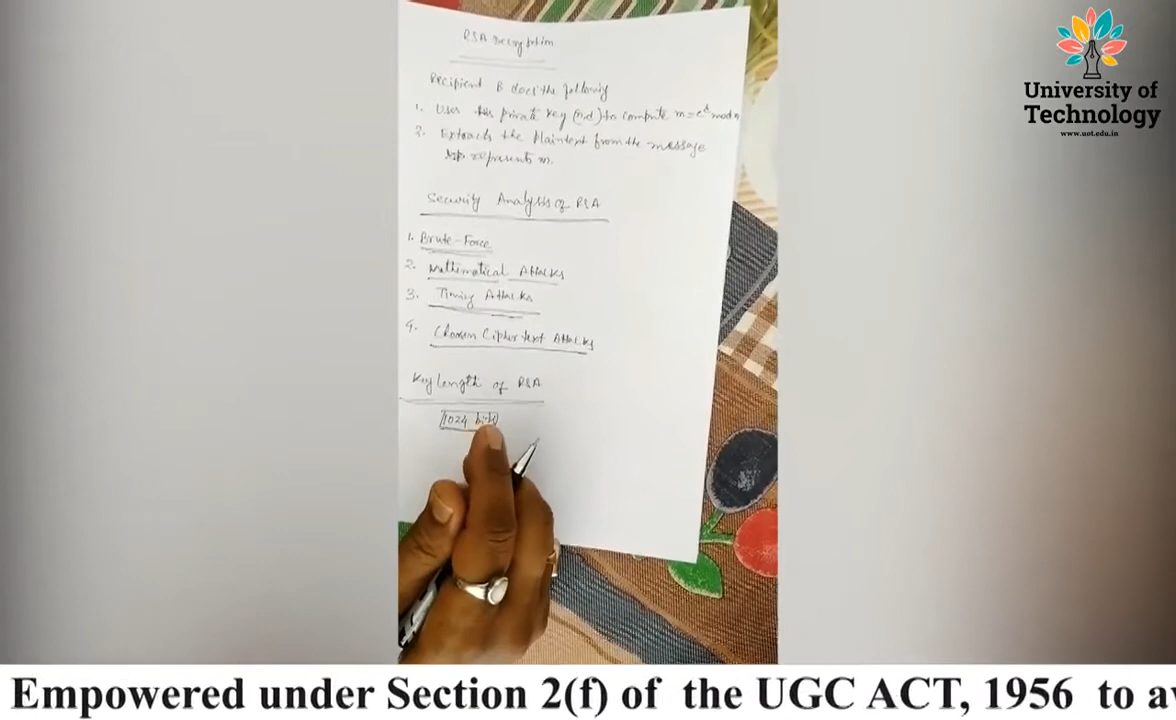 RSA Decryption
Recipient B does the following
1. Uses his private key (n,d) to compute m=c^d mod n
2. Extracts the plaintext from the message
represents m.
Security Analysis of RSA
1. Brute-Force
2. Mathematical Attacks
3. Timing Attacks
4. Chosen Cipher text Attacks
Key length of RSA
1024 bits
University of
Technology
www.uot.edu.in
Empowered under Section 2(f) of the UGC ACT, 1956 to a